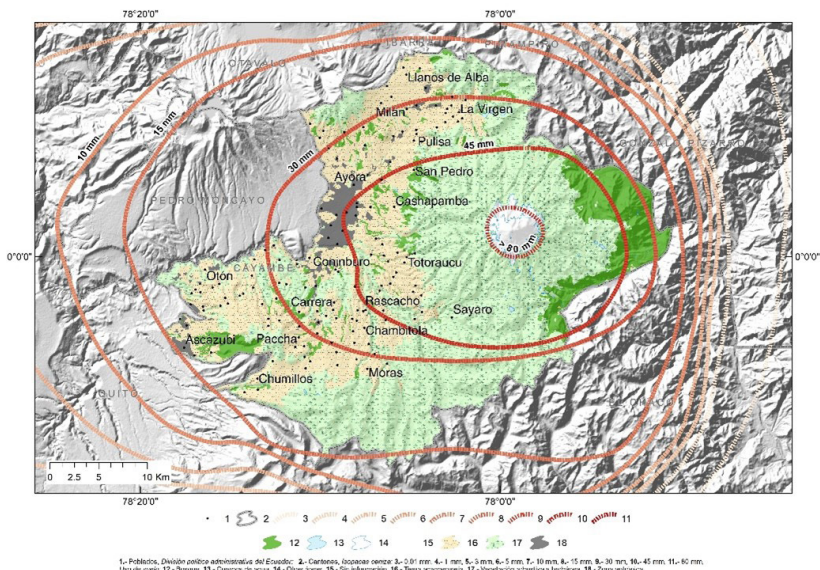 78°20'0" 78°0'0"
IBARRA PIMAMPIRO
OTAVALO
Llanos de Alba
10 mm 15 mm Milán La Virgen
Pulisa 45 mm GONZALO PIZARRO
30 mm
Ayora San Pedro
PEDRO MONCAYO Cashapamba
> 80 mm
0°0'0" Coninburo Totoraucu 0°0'0"
Olón CAYAMBE
Carrera Rascacho
Sayaro
Ascazubi Paccha Chambitola
Chumillos Moras
QUITO
0 2.5 5 10 Km
78°20'0" 78°0'0"
1 2 3 4 5 6 7 8 9 10 11
12 13 14 15 16 17 18
1.- Poblados, División político administrativa del Ecuador: 2.- Cantones, Isopacas ceniza: 3.- 0.01 mm, 4.- 1 mm, 5.- 3 mm, 6.- 5 mm, 7.- 10 mm, 8.- 15 mm, 9.- 30 mm, 10.- 45 mm, 11.- 80 mm,